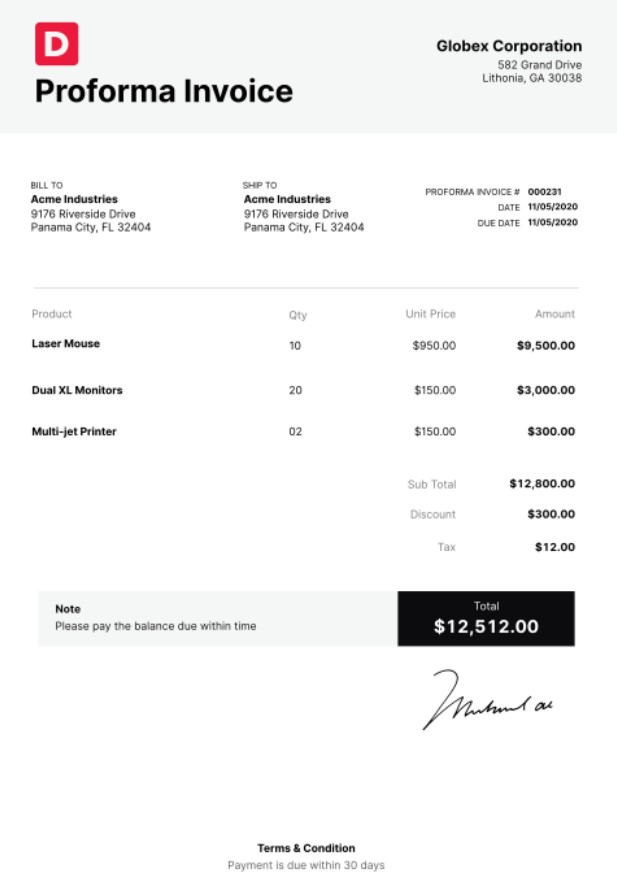 D
Proforma Invoice
Globex Corporation
582 Grand Drive
Lithonia, GA 30038
BILL TO
Acme Industries
9176 Riverside Drive
Panama City, FL 32404
SHIP TO
Acme Industries
9176 Riverside Drive
Panama City, FL 32404
PROFORMA INVOICE # 000231
DATE 11/05/2020
DUE DATE 11/05/2020
Product Qty Unit Price Amount
Laser Mouse 10 $950.00 $9,500.00
Dual XL Monitors 20 $150.00 $3,000.00
Multi-jet Printer 02 $150.00 $300.00
Sub Total $12,800.00
Discount $300.00
Tax $12.00
Note
Please pay the balance due within time
Total
$12,512.00
Terms & Condition
Payment is due within 30 days